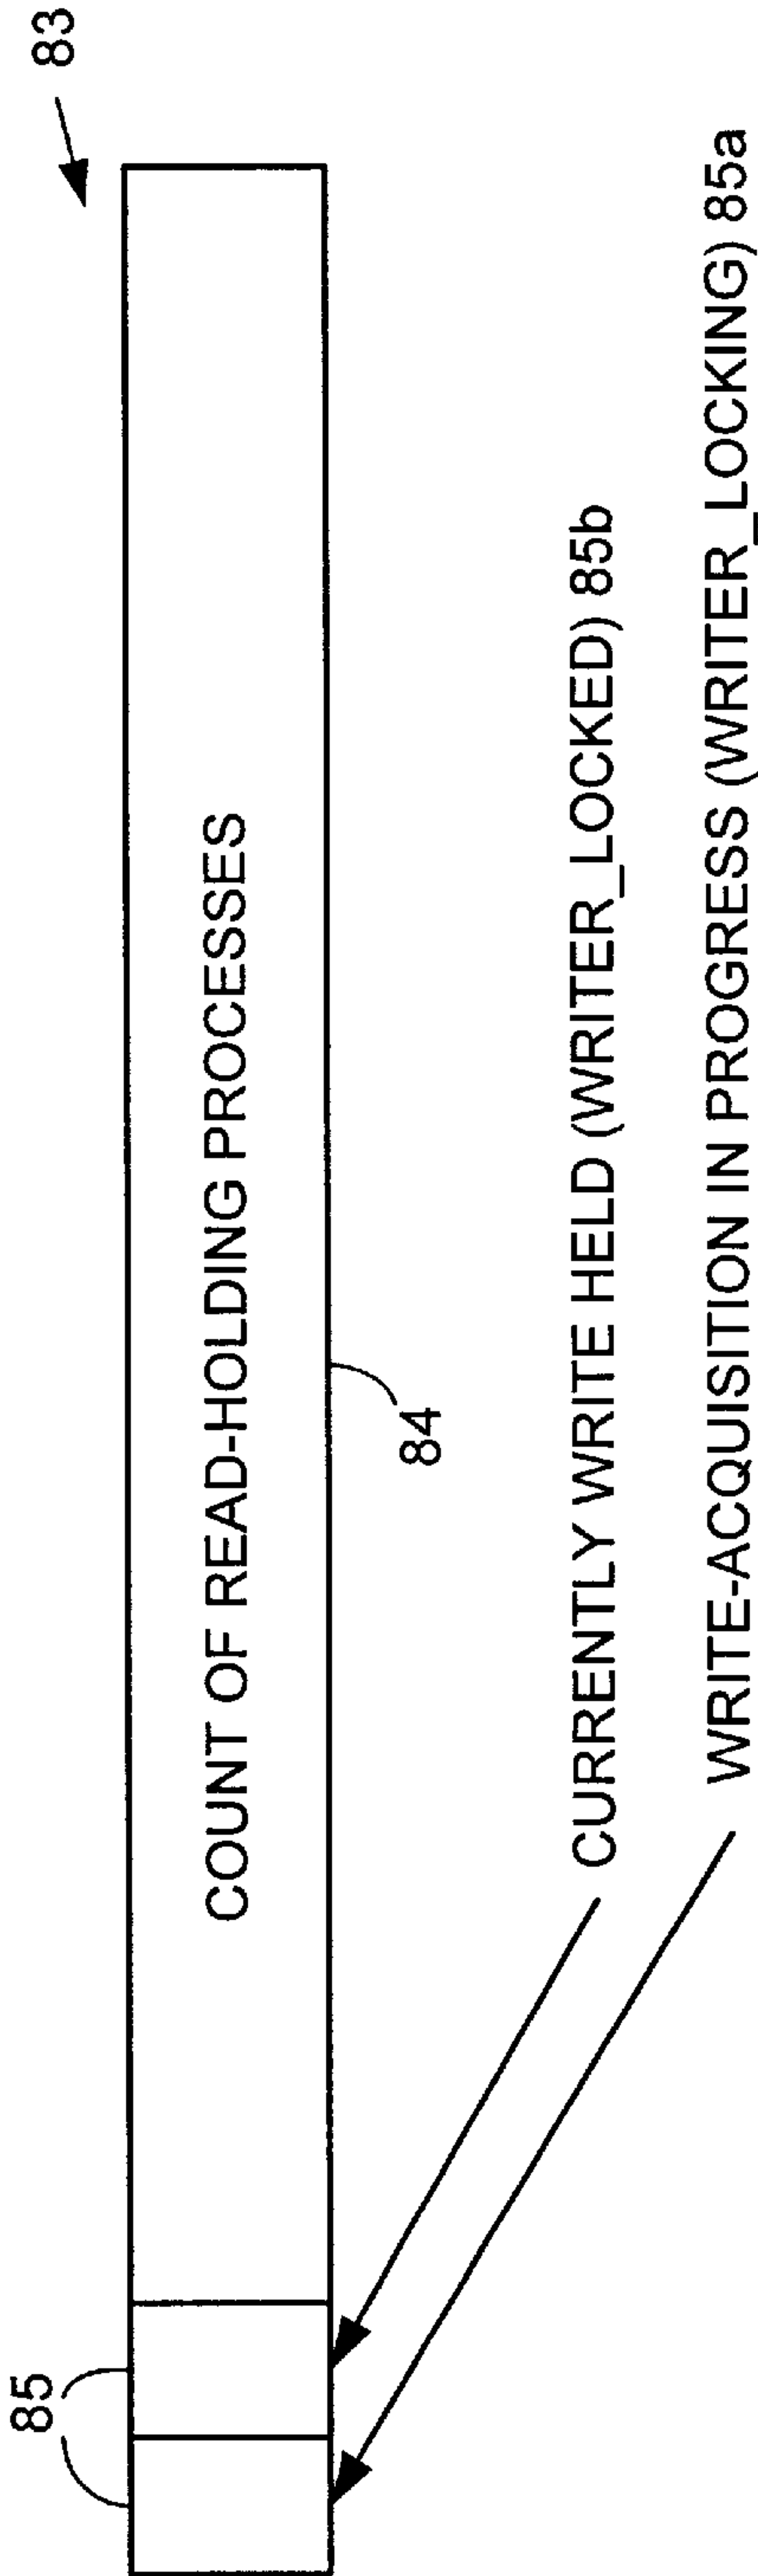 83
85
COUNT OF READ-HOLDING PROCESSES
84
CURRENTLY WRITE HELD (WRITER_LOCKED) 85b
WRITE-ACQUISITION IN PROGRESS (WRITER_LOCKING) 85a